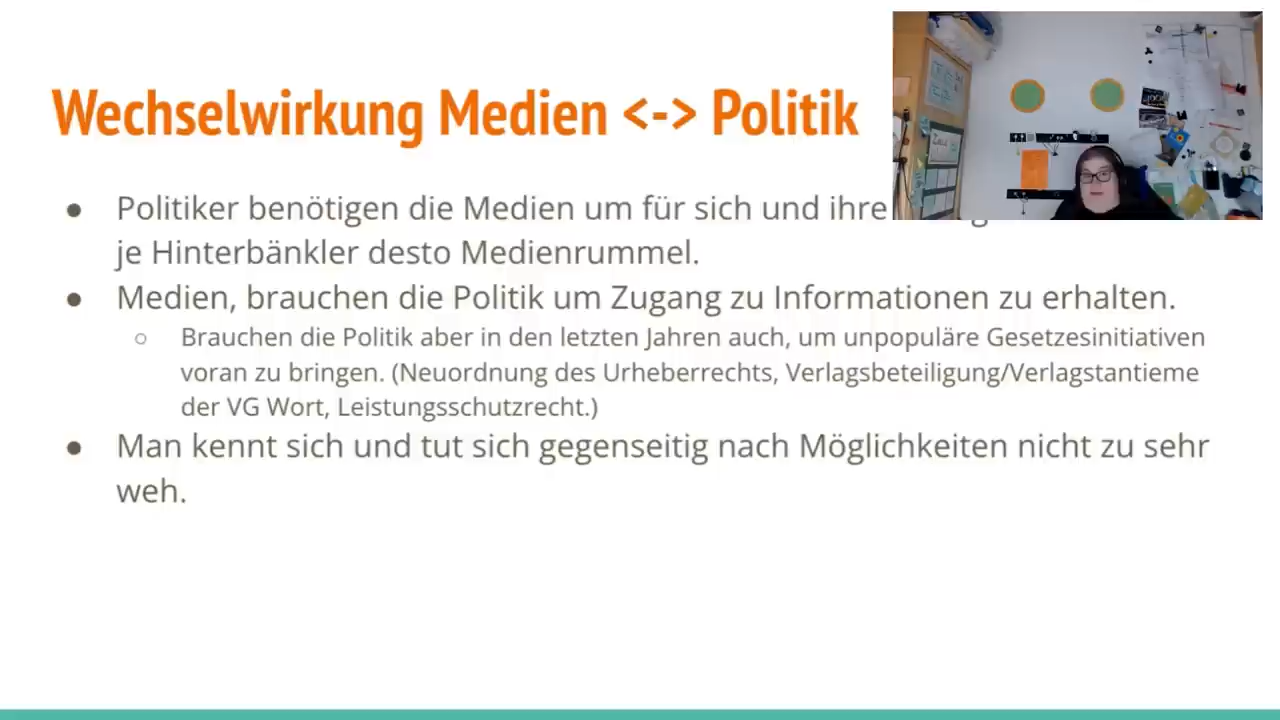 Wechselwirkung Medien <-> Politik
● Politiker benötigen die Medien um für sich und ihre
je Hinterbänkler desto Medienrummel.
● Medien, brauchen die Politik um Zugang zu Informationen zu erhalten.
○ Brauchen die Politik aber in den letzten Jahren auch, um unpopuläre Gesetzesinitiativen
voran zu bringen. (Neuordnung des Urheberrechts, Verlagsbeteiligung/Verlagstantieme
der VG Wort, Leistungsschutzrecht.)
● Man kennt sich und tut sich gegenseitig nach Möglichkeiten nicht zu sehr
weh.